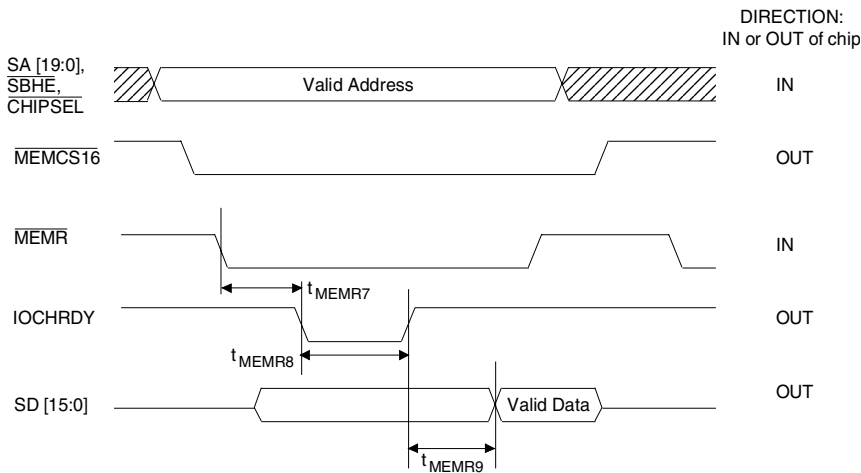 DIRECTION:
IN or OUT of chip
SA [19:0],
SBHE,
CHIPSEL
Valid Address
IN
MEMCS16
OUT
MEMR
IN
tMEMR7
IOCHRDY
OUT
tMEMR8
SD [15:0]
Valid Data
OUT
tMEMR9